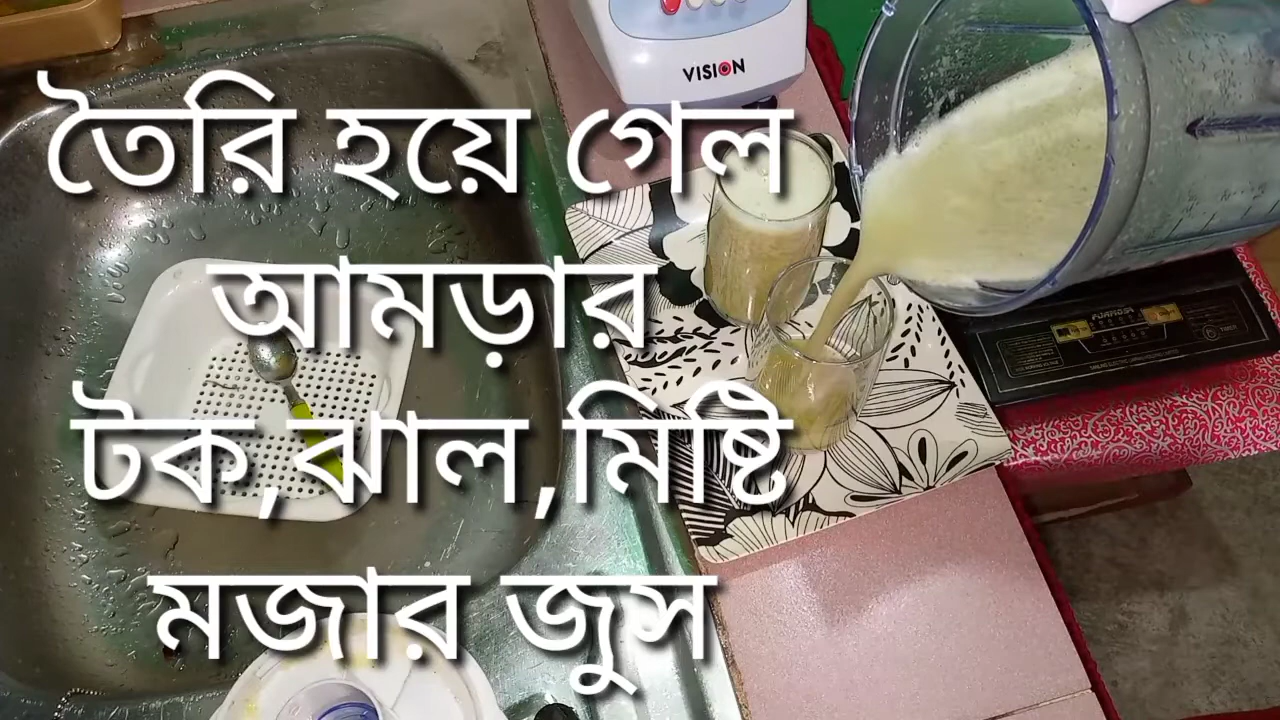 VISION
তৈরি হয়ে গেল
আমড়ার
টক,ঝাল,মিষ্টি
মজার জুস